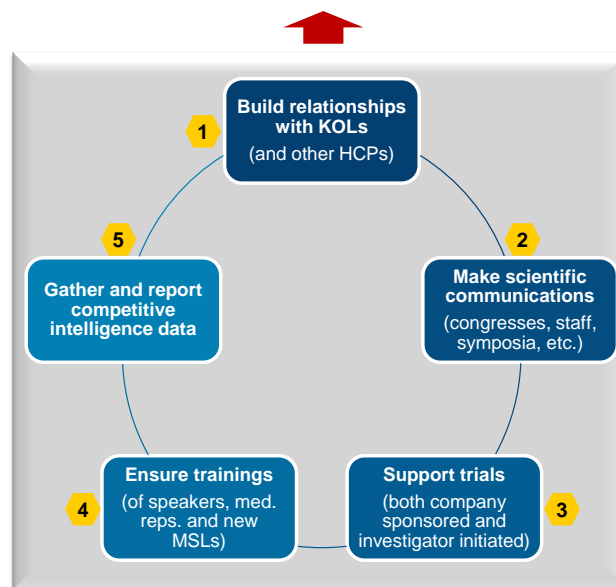 1
Build relationships
with KOLs
(and other HCPs)
2
Make scientific
communications
(congresses, staff,
symposia, etc.)
3
Support trials
(both company
sponsored and
investigator initiated)
4
Ensure trainings
(of speakers, med.
reps. and new
MSLs)
5
Gather and report
competitive
intelligence data